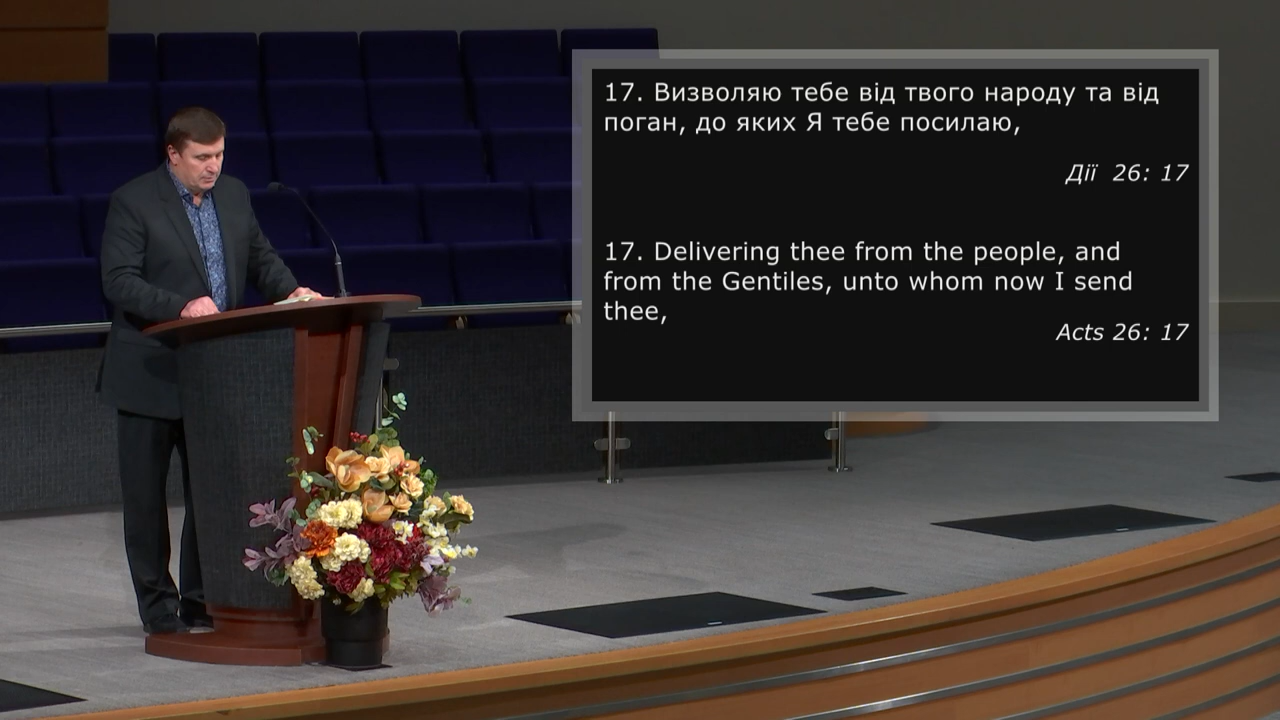 17. Визволяю тебе від твого народу та від
поган, до яких Я тебе посилаю,
Дії 26: 17
17. Delivering thee from the people, and
from the Gentiles, unto whom now I send
thee,
Acts 26: 17